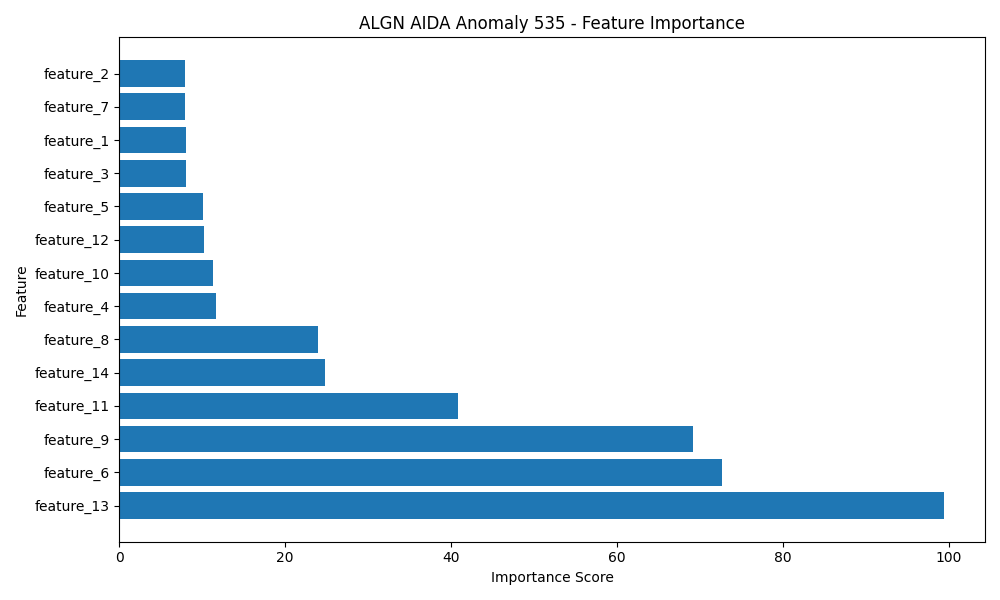 ALGN AIDA Anomaly 535 - Feature Importance
Feature
feature_2
feature_7
feature_1
feature_3
feature_5
feature_12
feature_10
feature_4
feature_8
feature_14
feature_11
feature_9
feature_6
feature_13
0 20 40 60 80 100
Importance Score